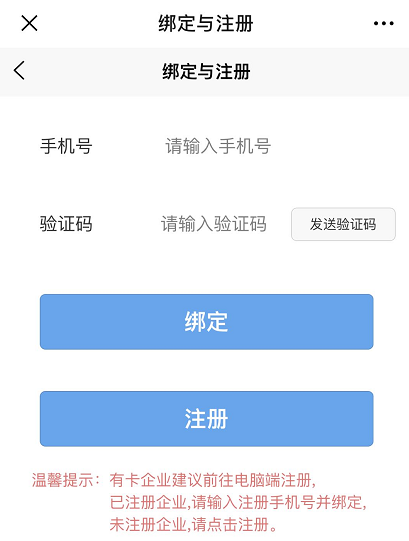 绑定与注册
绑定与注册
手机号 请输入手机号
验证码 请输入验证码 发送验证码
绑定
注册
温馨提示：有卡企业建议前往电脑端注册,
已注册企业,请输入注册手机号并绑定,
未注册企业,请点击注册。